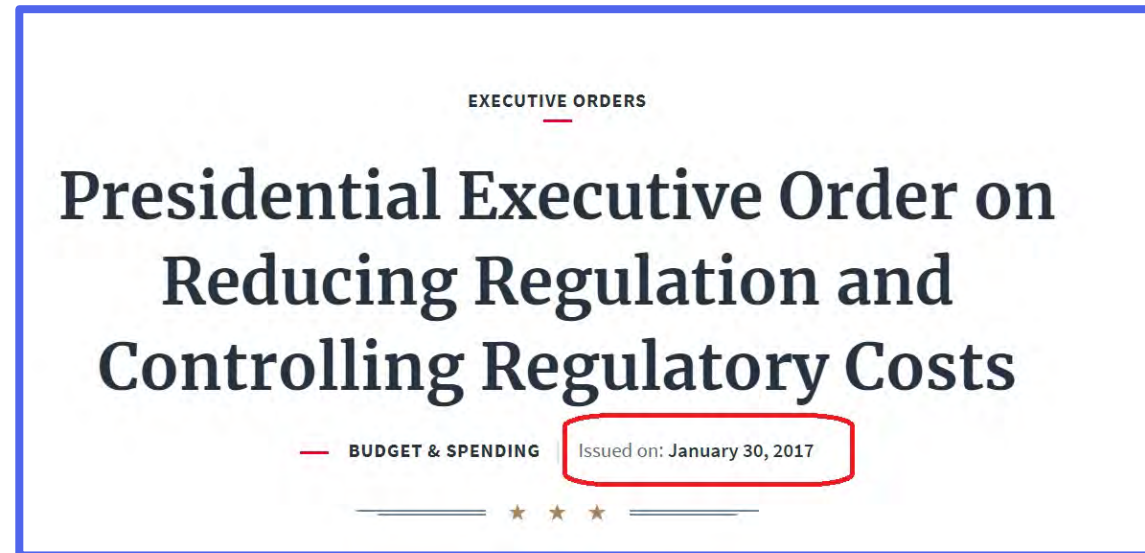 EXECUTIVE ORDERS
Presidential Executive Order on
Reducing Regulation and
Controlling Regulatory Costs
BUDGET & SPENDING | Issued on: January 30, 2017